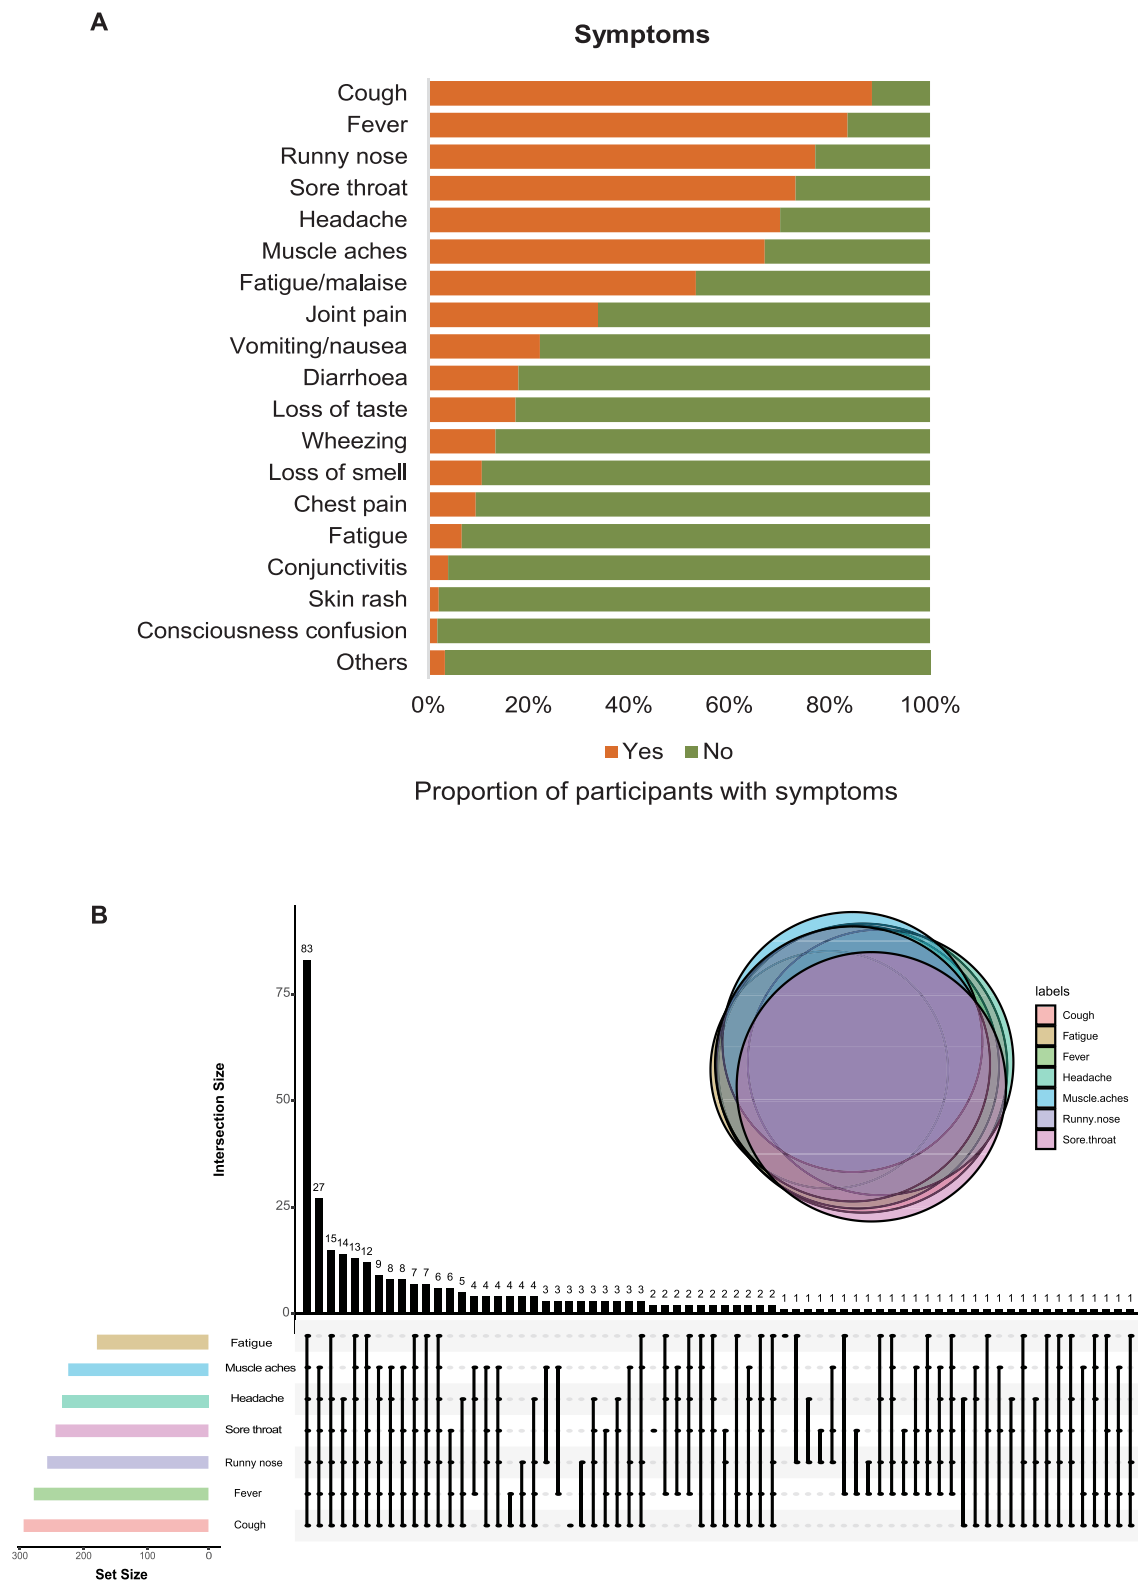 A
Symptoms
Cough
Fever
Runny nose
Sore throat
Headache
Muscle aches
Fatigue/malaise
Joint pain
Vomiting/nausea
Diarrhoea
Loss of taste
Wheezing
Loss of smell
Chest pain
Fatigue
Conjunctivitis
Skin rash
Consciousness confusion
Others
0% 20% 40% 60% 80% 100%
Yes No
Proportion of participants with symptoms
B
Intersection Size
75
50
25
0
83
27
15 14 13 12 9 8 8 7 7 6 6 5 4 4 4 4 4 4 3 3 3 3 3 3 3 3 3 2 2 2 2 2 2 2 2 2 2 2 1 1 1 1 1 1 1 1 1 1 1 1 1 1 1 1 1 1 1 1 1 1 1 1 1 1 1 1 1 1
labels
Cough
Fatigue
Fever
Headache
Muscle.aches
Runny.nose
Sore.throat
Fatigue
Muscle aches
Headache
Sore throat
Runny nose
Fever
Cough
300 200 100 0
Set Size